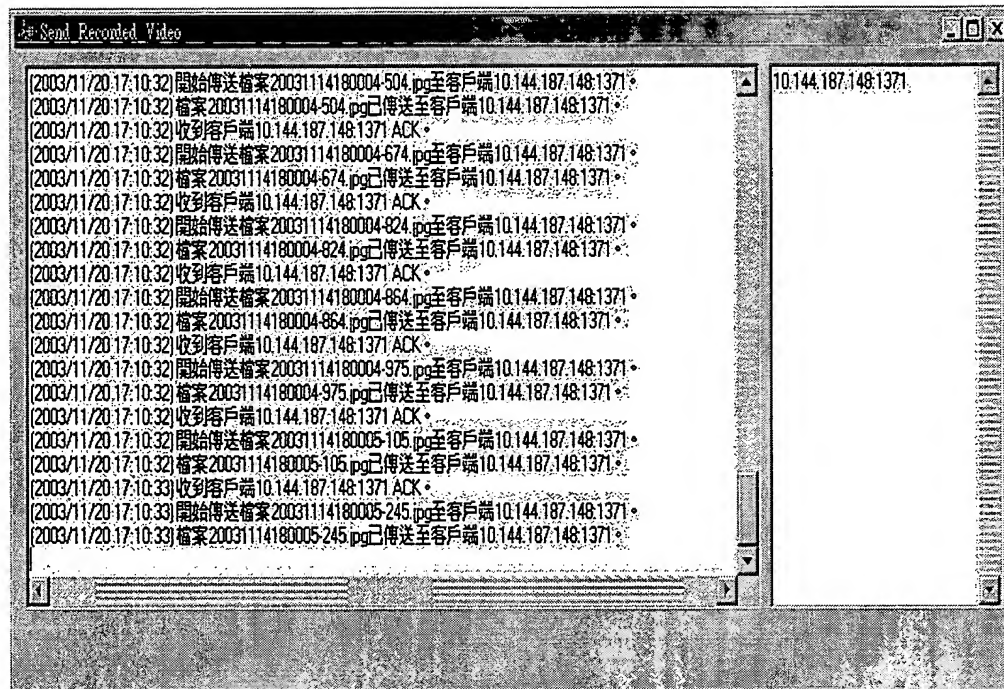 Send Recorded Video
[2003/11/20 17:10:32]開始傳送檔案20031114180004-504.jpg至客戶端10.144.187.148:1371。
[2003/11/20 17:10:32]檔案20031114180004-504.jpg已傳送至客戶端10.144.187.148:1371。
[2003/11/20 17:10:32]收到客戶端10.144.187.148:1371 ACK。
[2003/11/20 17:10:32]開始傳送檔案20031114180004-674.jpg至客戶端10.144.187.148:1371。
[2003/11/20 17:10:32]檔案20031114180004-674.jpg已傳送至客戶端10.144.187.148:1371。
[2003/11/20 17:10:32]收到客戶端10.144.187.148:1371 ACK。
[2003/11/20 17:10:32]開始傳送檔案20031114180004-824.jpg至客戶端10.144.187.148:1371。
[2003/11/20 17:10:32]檔案20031114180004-824.jpg已傳送至客戶端10.144.187.148:1371。
[2003/11/20 17:10:32]收到客戶端10.144.187.148:1371 ACK。
[2003/11/20 17:10:32]開始傳送檔案20031114180004-864.jpg至客戶端10.144.187.148:1371。
[2003/11/20 17:10:32]檔案20031114180004-864.jpg已傳送至客戶端10.144.187.148:1371。
[2003/11/20 17:10:32]收到客戶端10.144.187.148:1371 ACK。
[2003/11/20 17:10:32]開始傳送檔案20031114180004-975.jpg至客戶端10.144.187.148:1371。
[2003/11/20 17:10:32]檔案20031114180004-975.jpg已傳送至客戶端10.144.187.148:1371。
[2003/11/20 17:10:32]收到客戶端10.144.187.148:1371 ACK。
[2003/11/20 17:10:32]開始傳送檔案20031114180005-105.jpg至客戶端10.144.187.148:1371。
[2003/11/20 17:10:32]檔案20031114180005-105.jpg已傳送至客戶端10.144.187.148:1371。
[2003/11/20 17:10:33]收到客戶端10.144.187.148:1371 ACK。
[2003/11/20 17:10:33]開始傳送檔案20031114180005-245.jpg至客戶端10.144.187.148:1371。
[2003/11/20 17:10:33]檔案20031114180005-245.jpg已傳送至客戶端10.144.187.148:1371。
10.144.187.148:1371